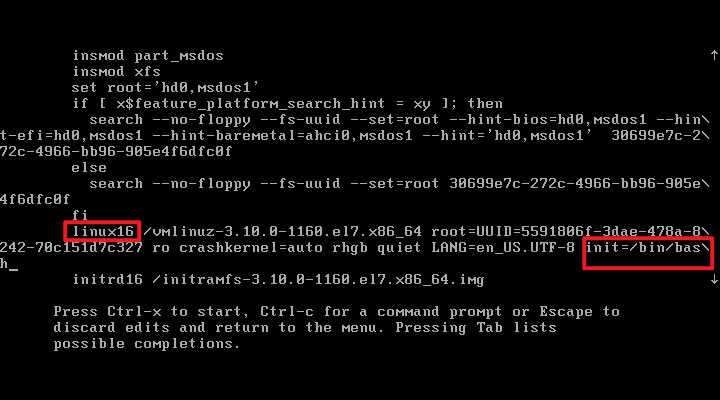 insmod part_msdos
insmod xfs
set root='hd0,msdos1'
if [ x$feature_platform_search_hint = xy ]; then
search --no-floppy --fs-uuid --set=root --hint-bios=hd0,msdos1 --hin\
t-efi=hd0,msdos1 --hint-baremetal=ahci0,msdos1 --hint='hd0,msdos1'  30699e7c-2\
72c-4966-bb96-905e4f6dfc0f
else
search --no-floppy --fs-uuid --set=root 30699e7c-272c-4966-bb96-905e\
4f6dfc0f
fi
linux16 /vmlinuz-3.10.0-1160.el7.x86_64 root=UUID=5591806f-3dae-478a-8\
242-70c151d7c327 ro crashkernel=auto rhgb quiet LANG=en_US.UTF-8 init=/bin/bas\
h_
initrd16 /initramfs-3.10.0-1160.el7.x86_64.img
Press Ctrl-x to start, Ctrl-c for a command prompt or Escape to
discard edits and return to the menu. Pressing Tab lists
possible completions.